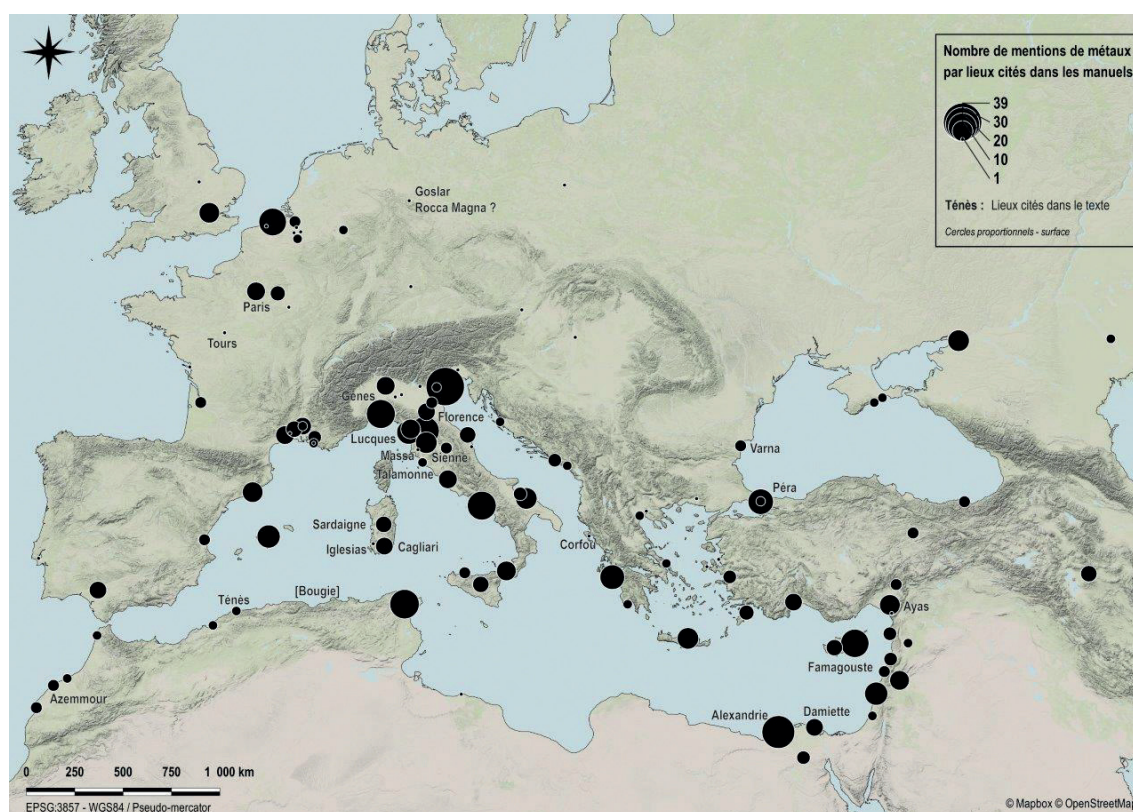 Nombre de mentions de métaux
par lieux cités dans les manuels
39
30
20
10
1
Ténès : Lieux cités dans le texte
Cercles proportionnels - surface
Goslar
Rocca Magna ?
Paris
Tours
Gênes
Florence
Lucques
Massa
Sienne
Talamonne
Varna
Péra
Sardaigne
Iglesias
Cagliari
Corfou
[Bougie]
Ténès
Ayas
Famagouste
Azemmour
Alexandrie
Damiette
0 250 500 750 1 000 km
EPSG:3857 - WGS84 / Pseudo-mercator
© Mapbox © OpenStreetMap